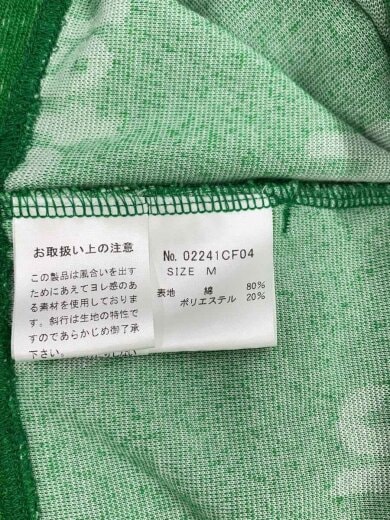 お取扱い上の注意
この製品は風合いを出す
ためにあえてヨレ感のあ
る素材を使用しておりま
す。斜行は生地の特性で
すのであらかじめ御了承
下さい。
No. 02241CF04
SIZE M
表地 綿 80%
ポリエステル 20%